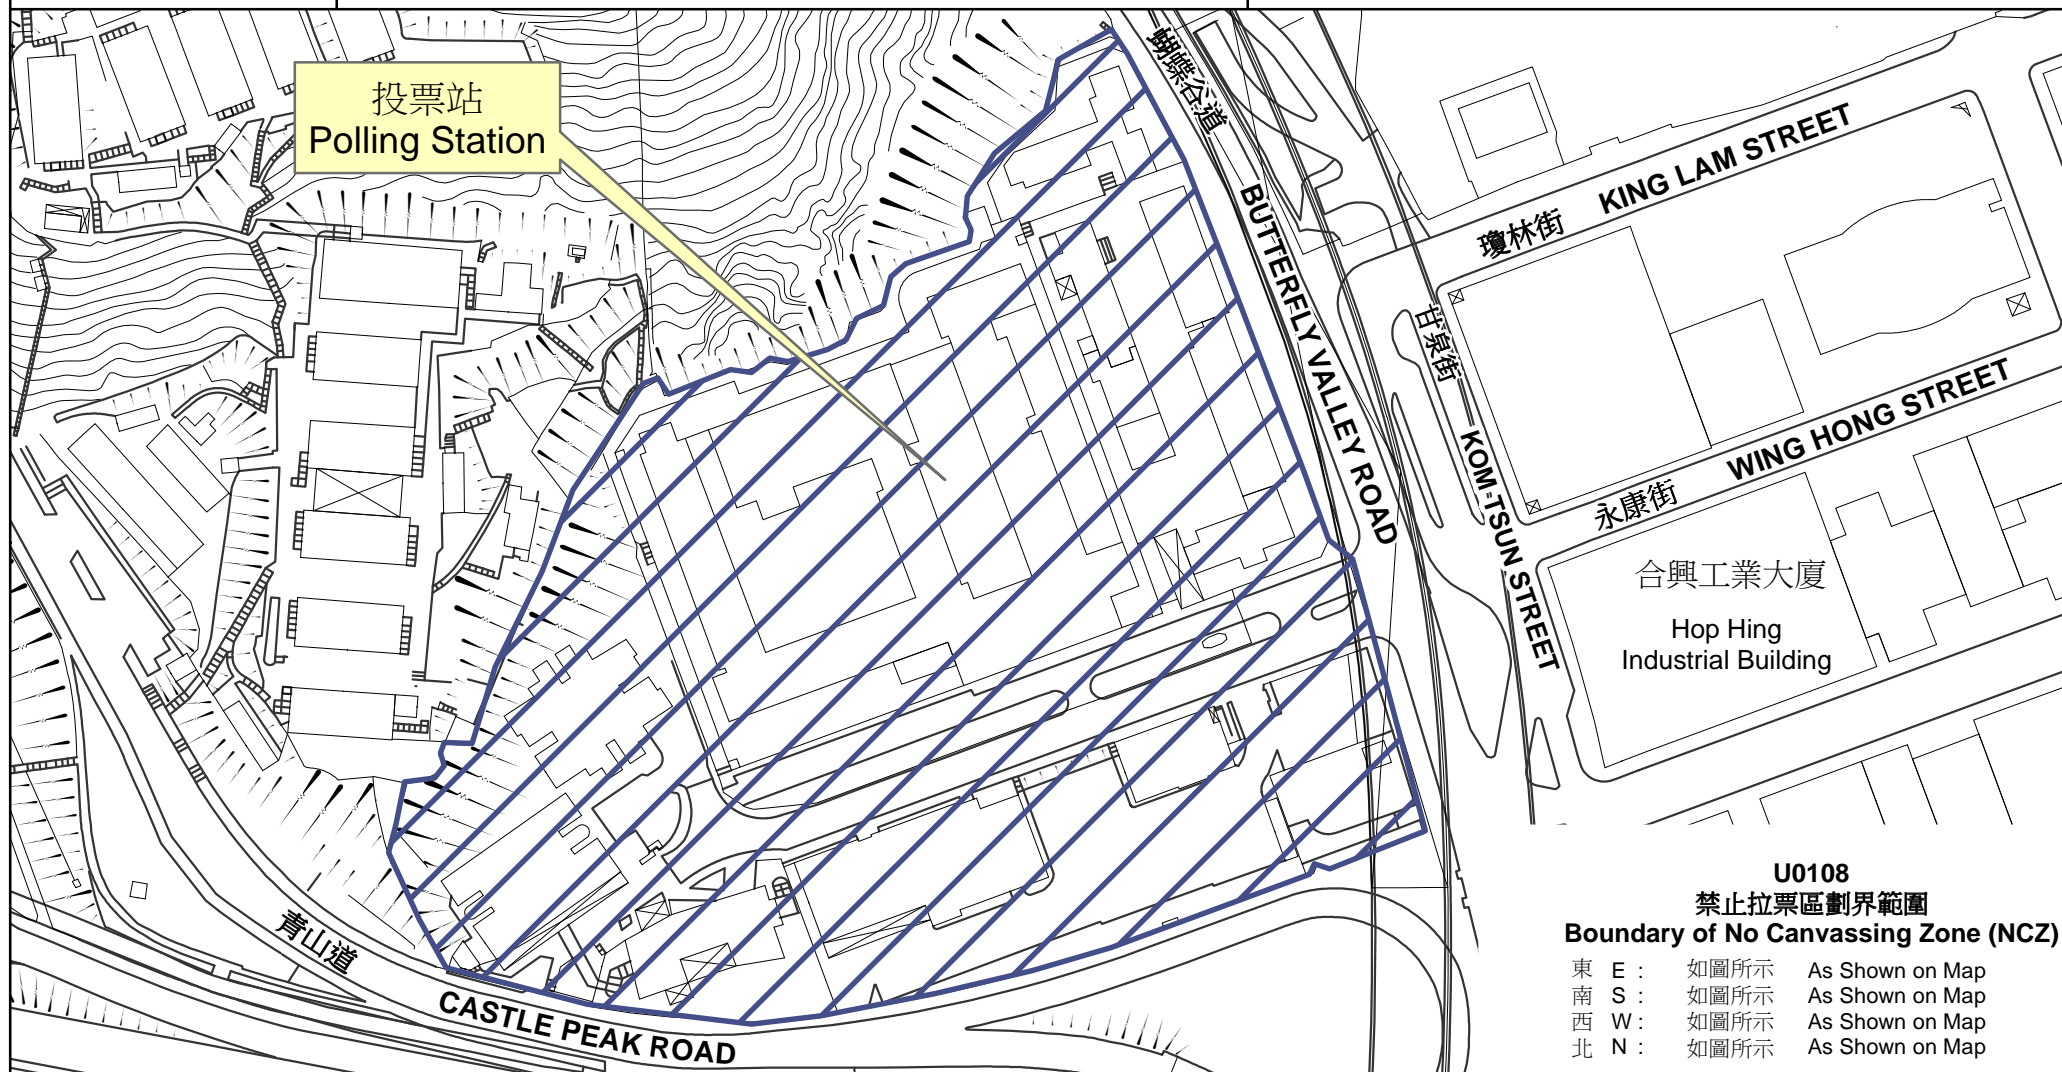 投票站
Polling Station
蝴蝶谷道
BUTTERFLY VALLEY ROAD
瓊林街 KING LAM STREET
甘泉街
KOM TSUN STREET
永康街 WING HONG STREET
合興工業大廈
Hop Hing
Industrial Building
青山道
CASTLE PEAK ROAD
U0108
禁止拉票區劃界範圍
Boundary of No Canvassing Zone (NCZ)
東 E : 如圖所示 As Shown on Map
南 S : 如圖所示 As Shown on Map
西 W : 如圖所示 As Shown on Map
北 N : 如圖所示 As Shown on Map